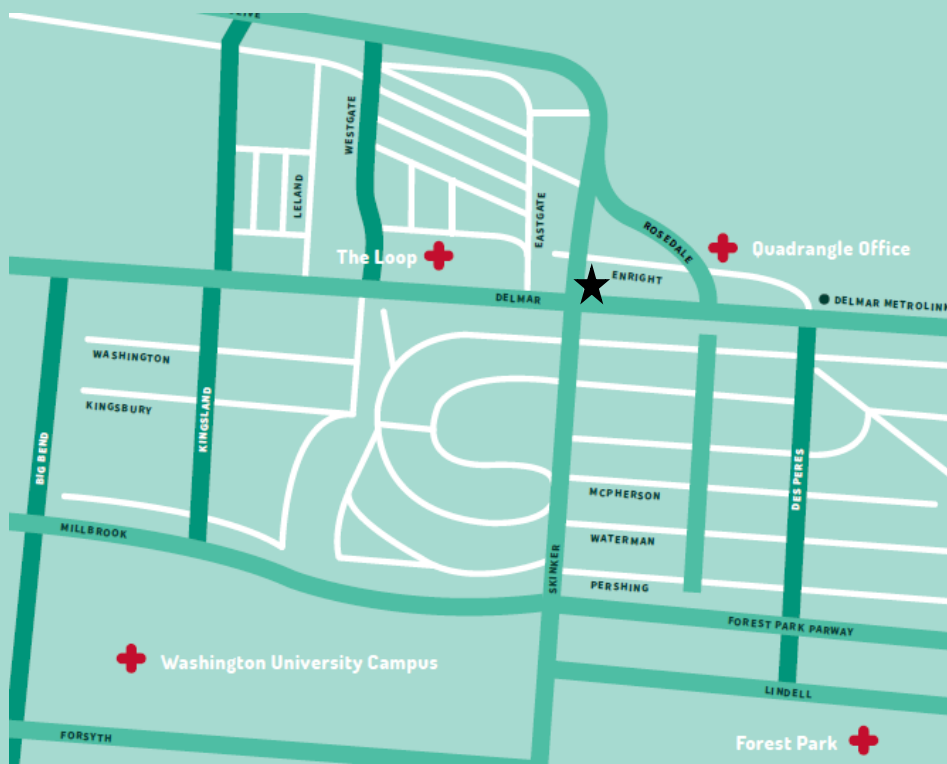 WESTGATE
LELAND
EASTGATE
ROSEDALE
The Loop
Quadrangle Office
ENRIGHT
DELMAR
DELMAR METROLINK
WASHINGTON
KINGSBURY
KINGSLAND
BIG BEND
DES PERES
MCPHERSON
MILLBROOK
WATERMAN
SKINKER
PERSHING
FOREST PARK PARWAY
Washington University Campus
LINDELL
FORSYTH
Forest Park